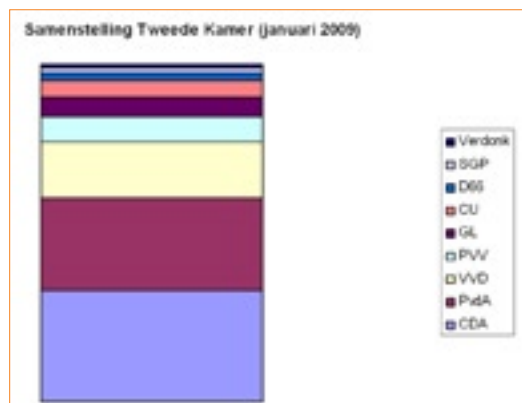 Samenstelling Tweede Kamer (januari 2009)
Verdonk
SGP
D66
CU
GL
PVV
VVD
PvdA
CDA